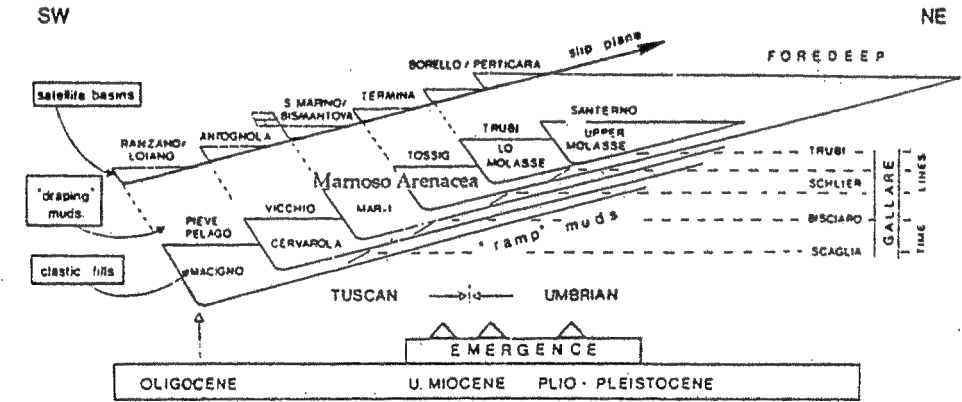 SW
NE
slip plane
FOREDEEP
BORELLO / PERTICARA
satellite basins
TERMINA
S MARINO/
BISMANTOVA
ANTOGNOLA
RANZANO/
LOIANO
SANTERNO
TRUBI
UPPER
MOLASSE
LO
MOLASSE
TOSSIG
TRUBI
Marnoso Arenacea
SCHLIER
"draping"
muds.
VICCHIO
MAR-I
PIEVE
PELAGO
"ramp" muds
BISCIARO
CERVAROLA
SCAGLIA
GALLARE
TIME LINES
clastic fills
MACIGNO
TUSCAN
UMBRIAN
EMERGENCE
OLIGOCENE
U. MIOCENE
PLIO - PLEISTOCENE